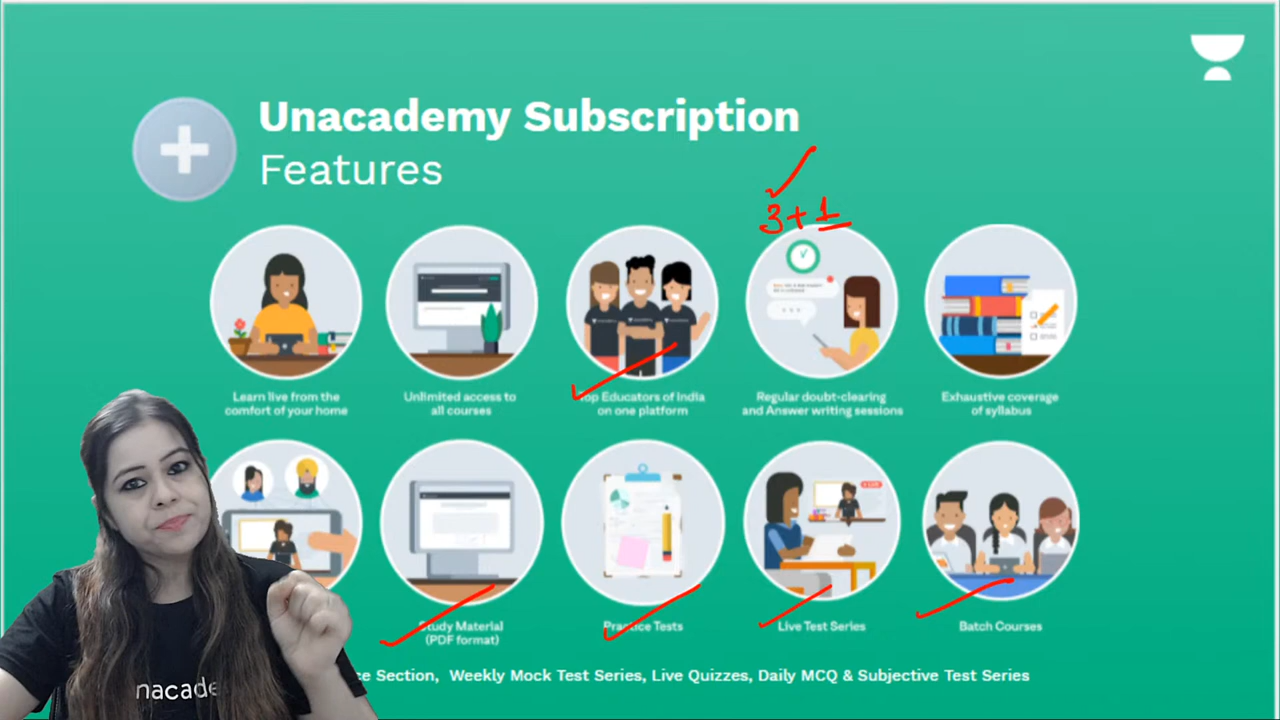 Unacademy Subscription
Features
3+1
Learn live from the
comfort of your home
Unlimited access to
all courses
Top Educators of India
on one platform
Regular doubt-clearing
and Answer writing sessions
Exhaustive coverage
of syllabus
Study Material
(PDF format)
Practice Tests
Live Test Series
Batch Courses
ce Section, Weekly Mock Test Series, Live Quizzes, Daily MCQ & Subjective Test Series
nacade